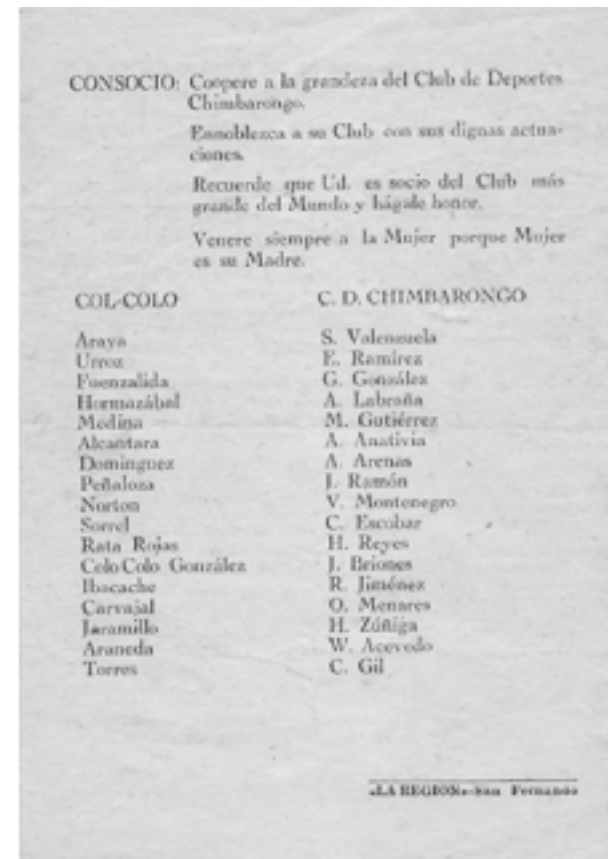 CONSOCIO: Coopere a la grandeza del Club de Deportes
Chimbarongo.
Ennoblezca a su Club con sus dignas actua-
ciones.
Recuerde que Ud. es socio del Club más
grande del Mundo y hágale honor.
Venere siempre a la Mujer porque Mujer
es su Madre.
COL-COLO
Araya
Urroz
Fuenzalida
Hormazábal
Medina
Alcantara
Dominguez
Peñaloza
Norton
Sorrel
Rata Rojas
Colo Colo González
Ibacache
Carvajal
Jaramillo
Araneda
Torres
C. D. CHIMBARONGO
S. Valenzuela
E. Ramírez
G. González
A. Labraña
M. Gutiérrez
A. Anativia
A. Arenas
J. Ramón
V. Montenegro
C. Escobar
H. Reyes
J. Briones
R. Jiménez
O. Menares
H. Zúñiga
W. Acevedo
C. Gil
«LA REGION»-San Fernando